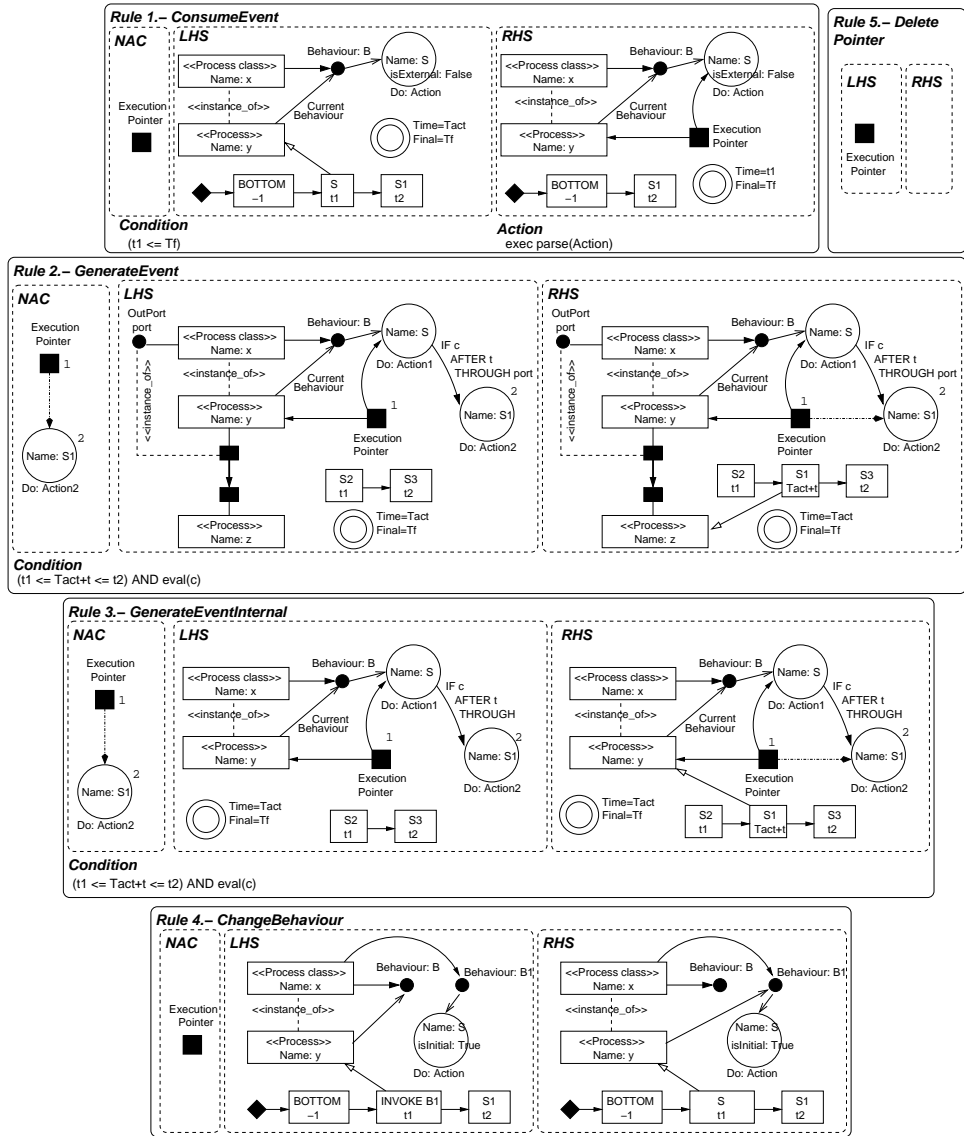 Rule 1.– ConsumeEvent
NAC
Execution
Pointer
LHS
<<Process class>>
Name: x
<<instance_of>>
<<Process>>
Name: y
Behaviour: B
Current
Behaviour
Name: S
isExternal: False
Do: Action
Time=Tact
Final=Tf
BOTTOM
–1
S
t1
S1
t2
RHS
<<Process class>>
Name: x
<<instance_of>>
<<Process>>
Name: y
Behaviour: B
Current
Behaviour
Name: S
isExternal: False
Do: Action
Execution
Pointer
Time=t1
Final=Tf
BOTTOM
–1
S1
t2
Condition
(t1 <= Tf)
Action
exec parse(Action)
Rule 5.– Delete
Pointer
LHS
Execution
Pointer
RHS
Rule 2.– GenerateEvent
NAC
Execution
Pointer
1
2
Name: S1
Do: Action2
LHS
OutPort
port
<<instance_of>>
<<Process class>>
Name: x
<<instance_of>>
<<Process>>
Name: y
Behaviour: B
Current
Behaviour
Name: S
Do: Action1
IF c
AFTER t
THROUGH port
1
Execution
Pointer
2
Name: S1
Do: Action2
S2
t1
S3
t2
Time=Tact
Final=Tf
<<Process>>
Name: z
RHS
OutPort
port
<<instance_of>>
<<Process class>>
Name: x
<<instance_of>>
<<Process>>
Name: y
Behaviour: B
Current
Behaviour
Name: S
Do: Action1
IF c
AFTER t
THROUGH port
1
Execution
Pointer
2
Name: S1
Do: Action2
S2
t1
S1
Tact+t
S3
t2
Time=Tact
Final=Tf
<<Process>>
Name: z
Condition
(t1 <= Tact+t <= t2) AND eval(c)
Rule 3.– GenerateEventInternal
NAC
Execution
Pointer
1
2
Name: S1
Do: Action2
LHS
<<Process class>>
Name: x
<<instance_of>>
<<Process>>
Name: y
Behaviour: B
Current
Behaviour
Name: S
Do: Action1
IF c
AFTER t
THROUGH
1
Execution
Pointer
2
Name: S1
Do: Action2
Time=Tact
Final=Tf
S2
t1
S3
t2
RHS
<<Process class>>
Name: x
<<instance_of>>
<<Process>>
Name: y
Behaviour: B
Current
Behaviour
Name: S
Do: Action1
IF c
AFTER t
THROUGH
1
Execution
Pointer
2
Name: S1
Do: Action2
Time=Tact
Final=Tf
S2
t1
S1
Tact+t
S3
t2
Condition
(t1 <= Tact+t <= t2) AND eval(c)
Rule 4.– ChangeBehaviour
NAC
Execution
Pointer
LHS
<<Process class>>
Name: x
<<instance_of>>
<<Process>>
Name: y
Behaviour: B
Behaviour: B1
Name: S
isInitial: True
Do: Action
BOTTOM
–1
INVOKE B1
t1
S1
t2
RHS
<<Process class>>
Name: x
<<instance_of>>
<<Process>>
Name: y
Behaviour: B
Behaviour: B1
Name: S
isInitial: True
Do: Action
BOTTOM
–1
S
t1
S1
t2